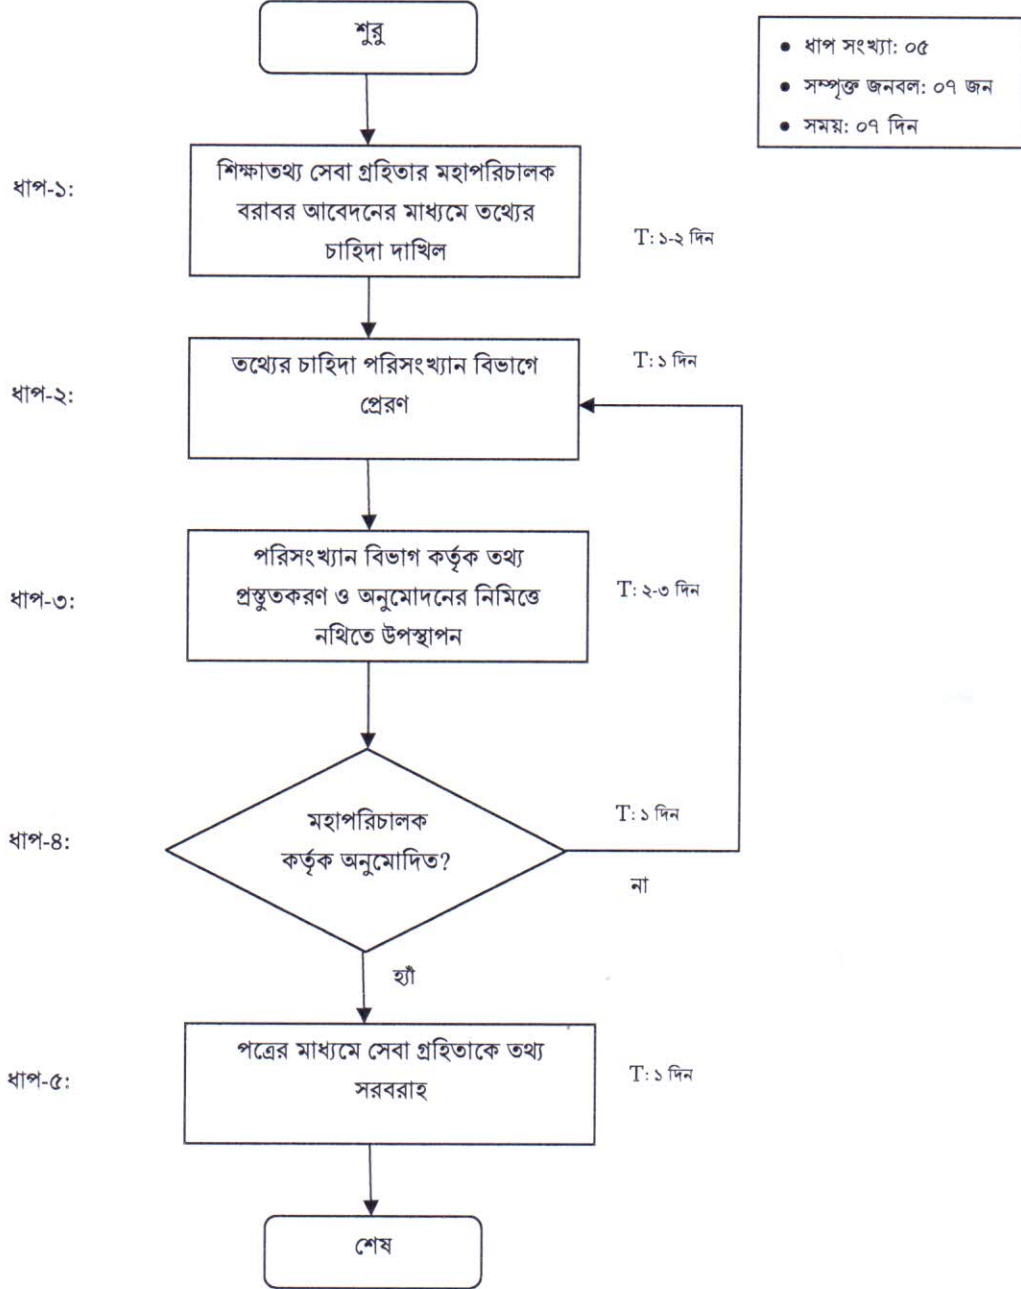 শুরু
• ধাপ সংখ্যা: ০৫
• সম্পৃক্ত জনবল: ০৭ জন
• সময়: ০৭ দিন
ধাপ-১:
শিক্ষাতথ্য সেবা গ্রহিতার মহাপরিচালক
বরাবর আবেদনের মাধ্যমে তথ্যের
চাহিদা দাখিল
T: ১-২ দিন
ধাপ-২:
তথ্যের চাহিদা পরিসংখ্যান বিভাগে
প্রেরণ
T: ১ দিন
ধাপ-৩:
পরিসংখ্যান বিভাগ কর্তৃক তথ্য
প্রস্তুতকরণ ও অনুমোদনের নিমিত্তে
নথিতে উপস্থাপন
T: ২-৩ দিন
ধাপ-৪:
মহাপরিচালক
কর্তৃক অনুমোদিত?
T: ১ দিন
না
হ্যাঁ
ধাপ-৫:
পত্রের মাধ্যমে সেবা গ্রহিতাকে তথ্য
সরবরাহ
T: ১ দিন
শেষ